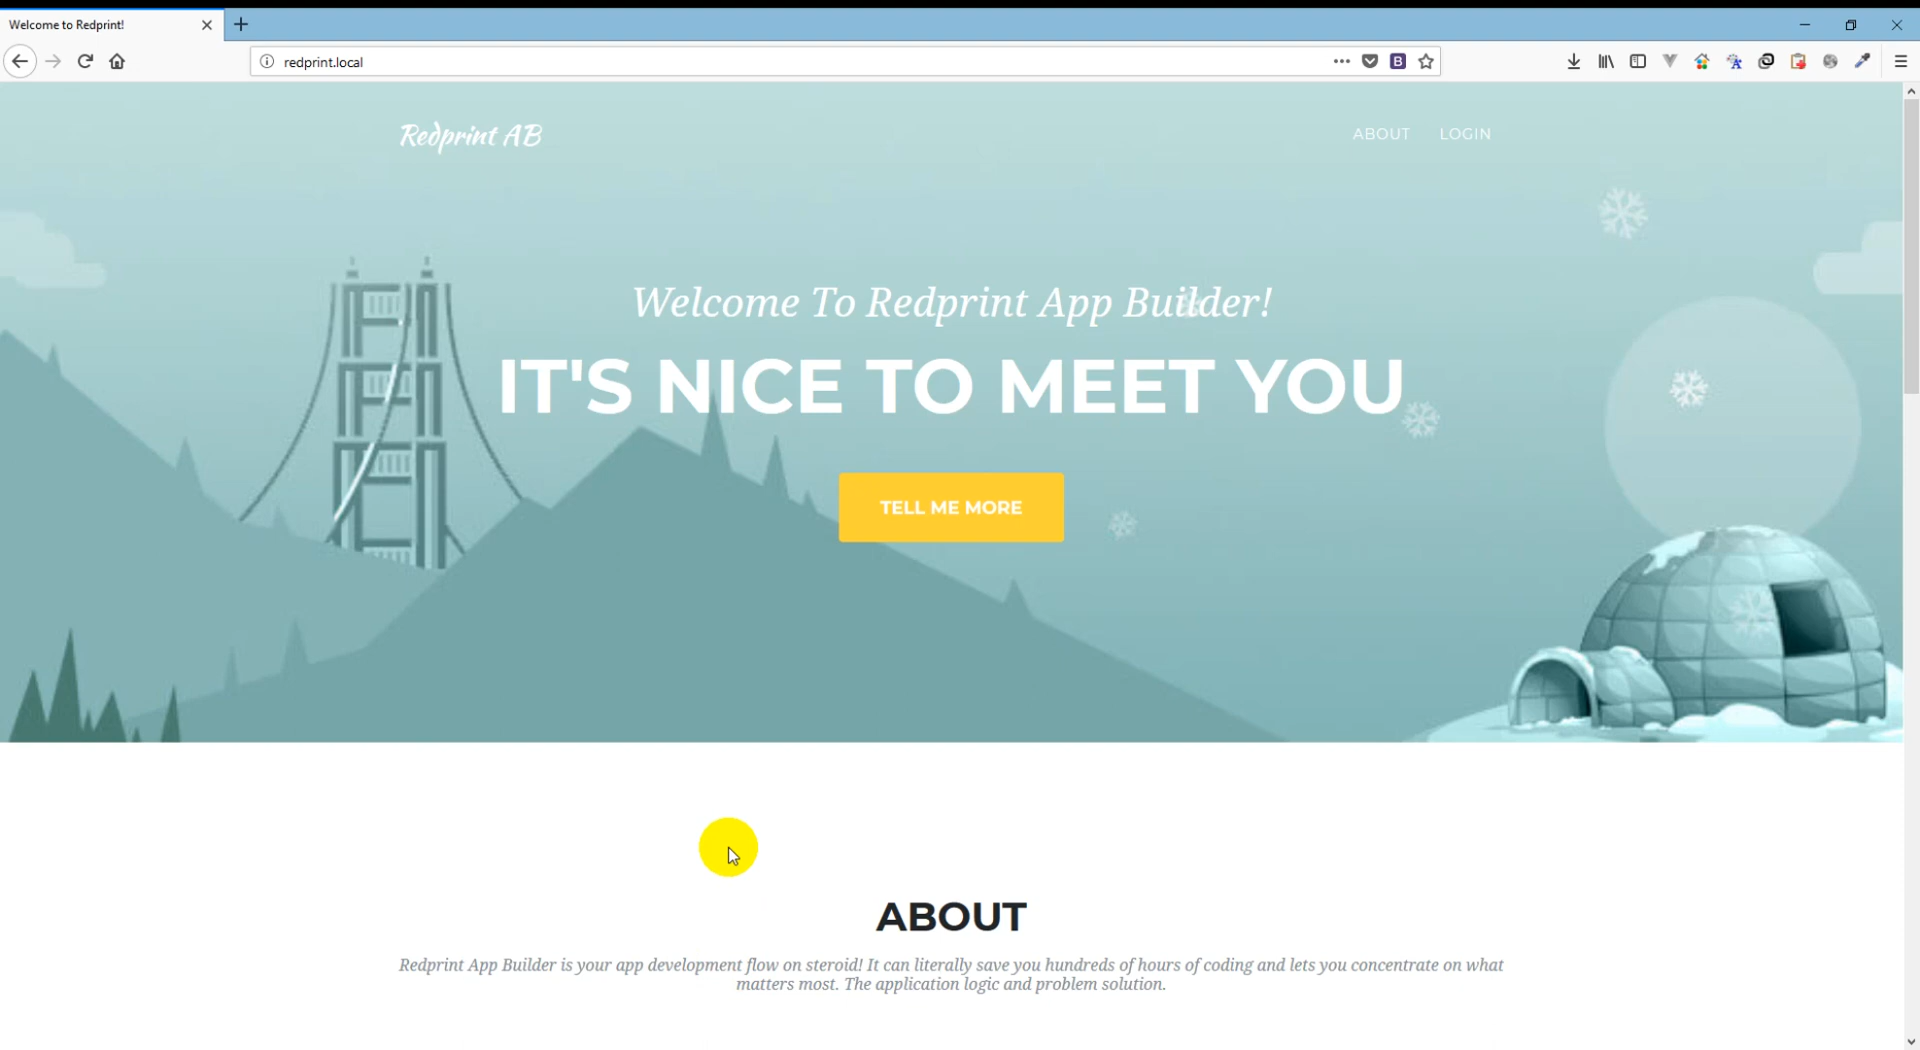 Welcome to Redprint!
redprint.local
B
Redprint AB
ABOUT
LOGIN
Welcome To Redprint App Builder!
IT'S NICE TO MEET YOU
TELL ME MORE
ABOUT
Redprint App Builder is your app development flow on steroid! It can literally save you hundreds of hours of coding and lets you concentrate on what
matters most. The application logic and problem solution.